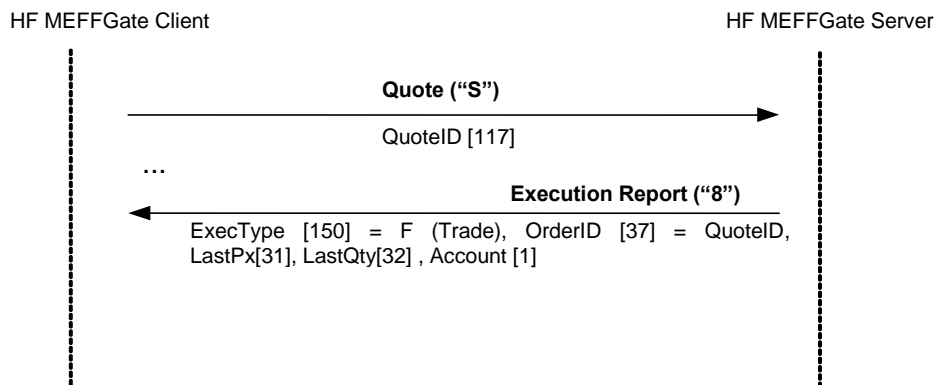 HF MEFFGate Client
HF MEFFGate Server
Quote (“S”)
QuoteID [117]
...
Execution Report (“8”)
ExecType [150] = F (Trade), OrderID [37] = QuoteID,
LastPx[31], LastQty[32] , Account [1]